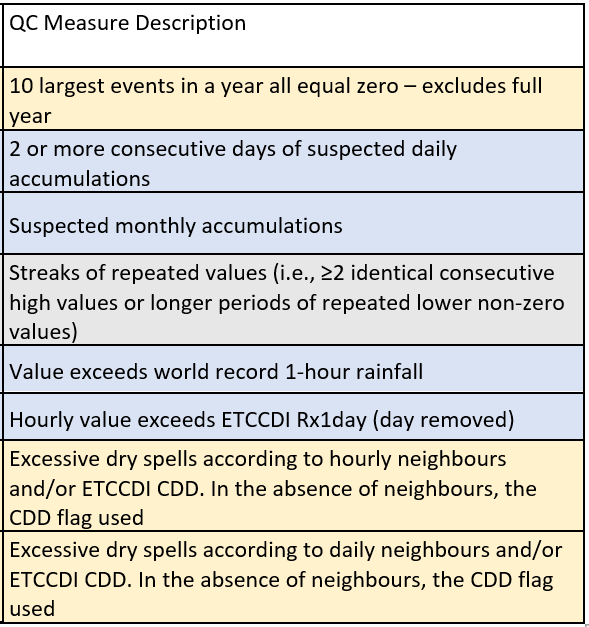 QC Measure Description
10 largest events in a year all equal zero – excludes full
year
2 or more consecutive days of suspected daily
accumulations
Suspected monthly accumulations
Streaks of repeated values (i.e., ≥2 identical consecutive
high values or longer periods of repeated lower non-zero
values)
Value exceeds world record 1-hour rainfall
Hourly value exceeds ETCCDI Rx1day (day removed)
Excessive dry spells according to hourly neighbours
and/or ETCCDI CDD. In the absence of neighbours, the
CDD flag used
Excessive dry spells according to daily neighbours and/or
ETCCDI CDD. In the absence of neighbours, the CDD flag
used